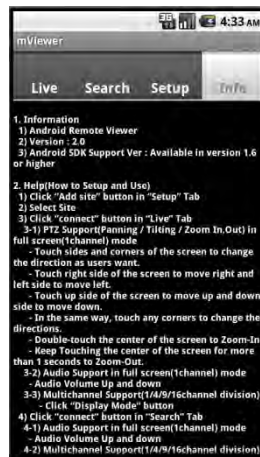 3G 4:33 AM
mViewer
Live Search Setup Info
1. Information
1) Android Remote Viewer
2) Version : 2.0
3) Android SDK Support Ver : Available in version 1.6
or higher
2. Help(How to Setup and Use)
1) Click "Add site" button in "Setup" Tab
2) Select Site
3) Click "connect" button in "Live" Tab
3-1) PTZ Support(Panning / Tilting / Zoom In,Out) in
full screen(1channel) mode
- Touch sides and corners of the screen to change
the direction as users want.
- Touch right side of the screen to move right and
left side to move left.
- Touch up side of the screen to move up and down
side to move down.
- In the same way, touch any corners to change the
directions.
- Double-touch the center of the screen to Zoom-In
- Keep Touching the center of the screen for more
than 1 seconds to Zoom-Out.
3-2) Audio Support in full screen(1channel) mode
- Audio Volume Up and down
3-3) Multichannel Support(1/4/9/16channel division)
- Click "Display Mode" button
4) Click "connect" button in "Search" Tab
4-1) Audio Support in full screen(1channel) mode
- Audio Volume Up and down
4-2) Multichannel Support(1/4/9/16channel division)